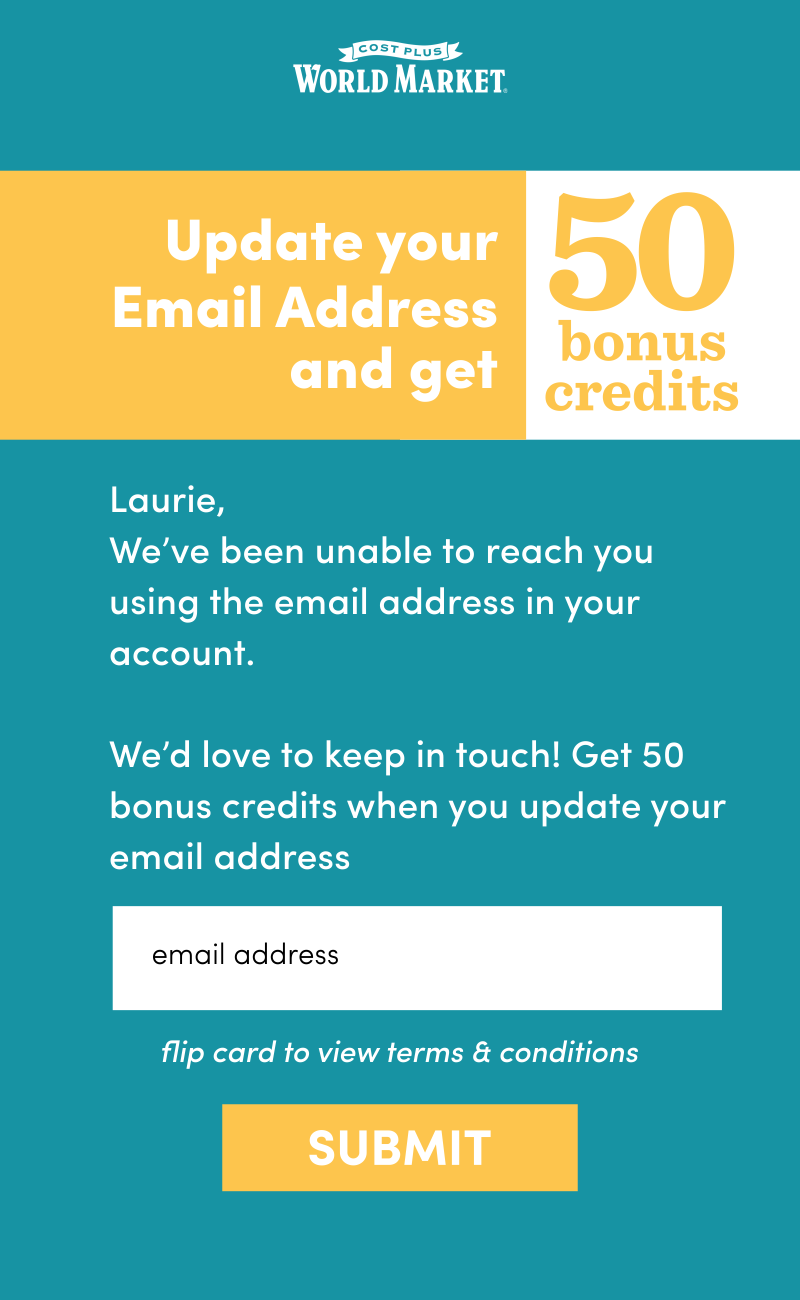 COST PLUS
WORLD MARKET®
Update your
Email Address
and get
50
bonus
credits
Laurie,
We’ve been unable to reach you
using the email address in your
account.
We’d love to keep in touch! Get 50
bonus credits when you update your
email address
email address
flip card to view terms & conditions
SUBMIT